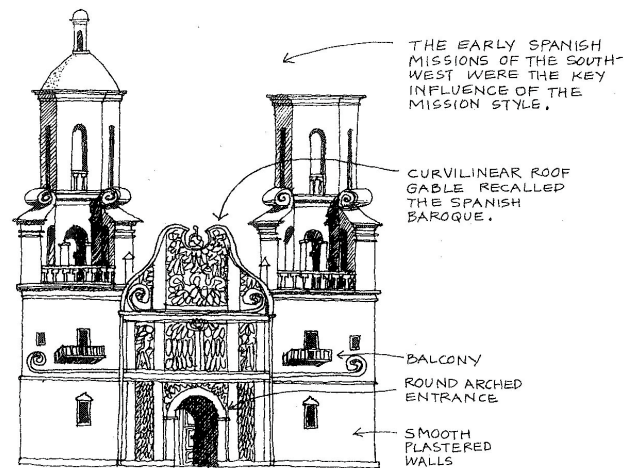 THE EARLY SPANISH
MISSIONS OF THE SOUTH-
WEST WERE THE KEY
INFLUENCE OF THE
MISSION STYLE.
CURVILINEAR ROOF
GABLE RECALLED
THE SPANISH
BAROQUE.
BALCONY
ROUND ARCHED
ENTRANCE
SMOOTH
PLASTERED
WALLS